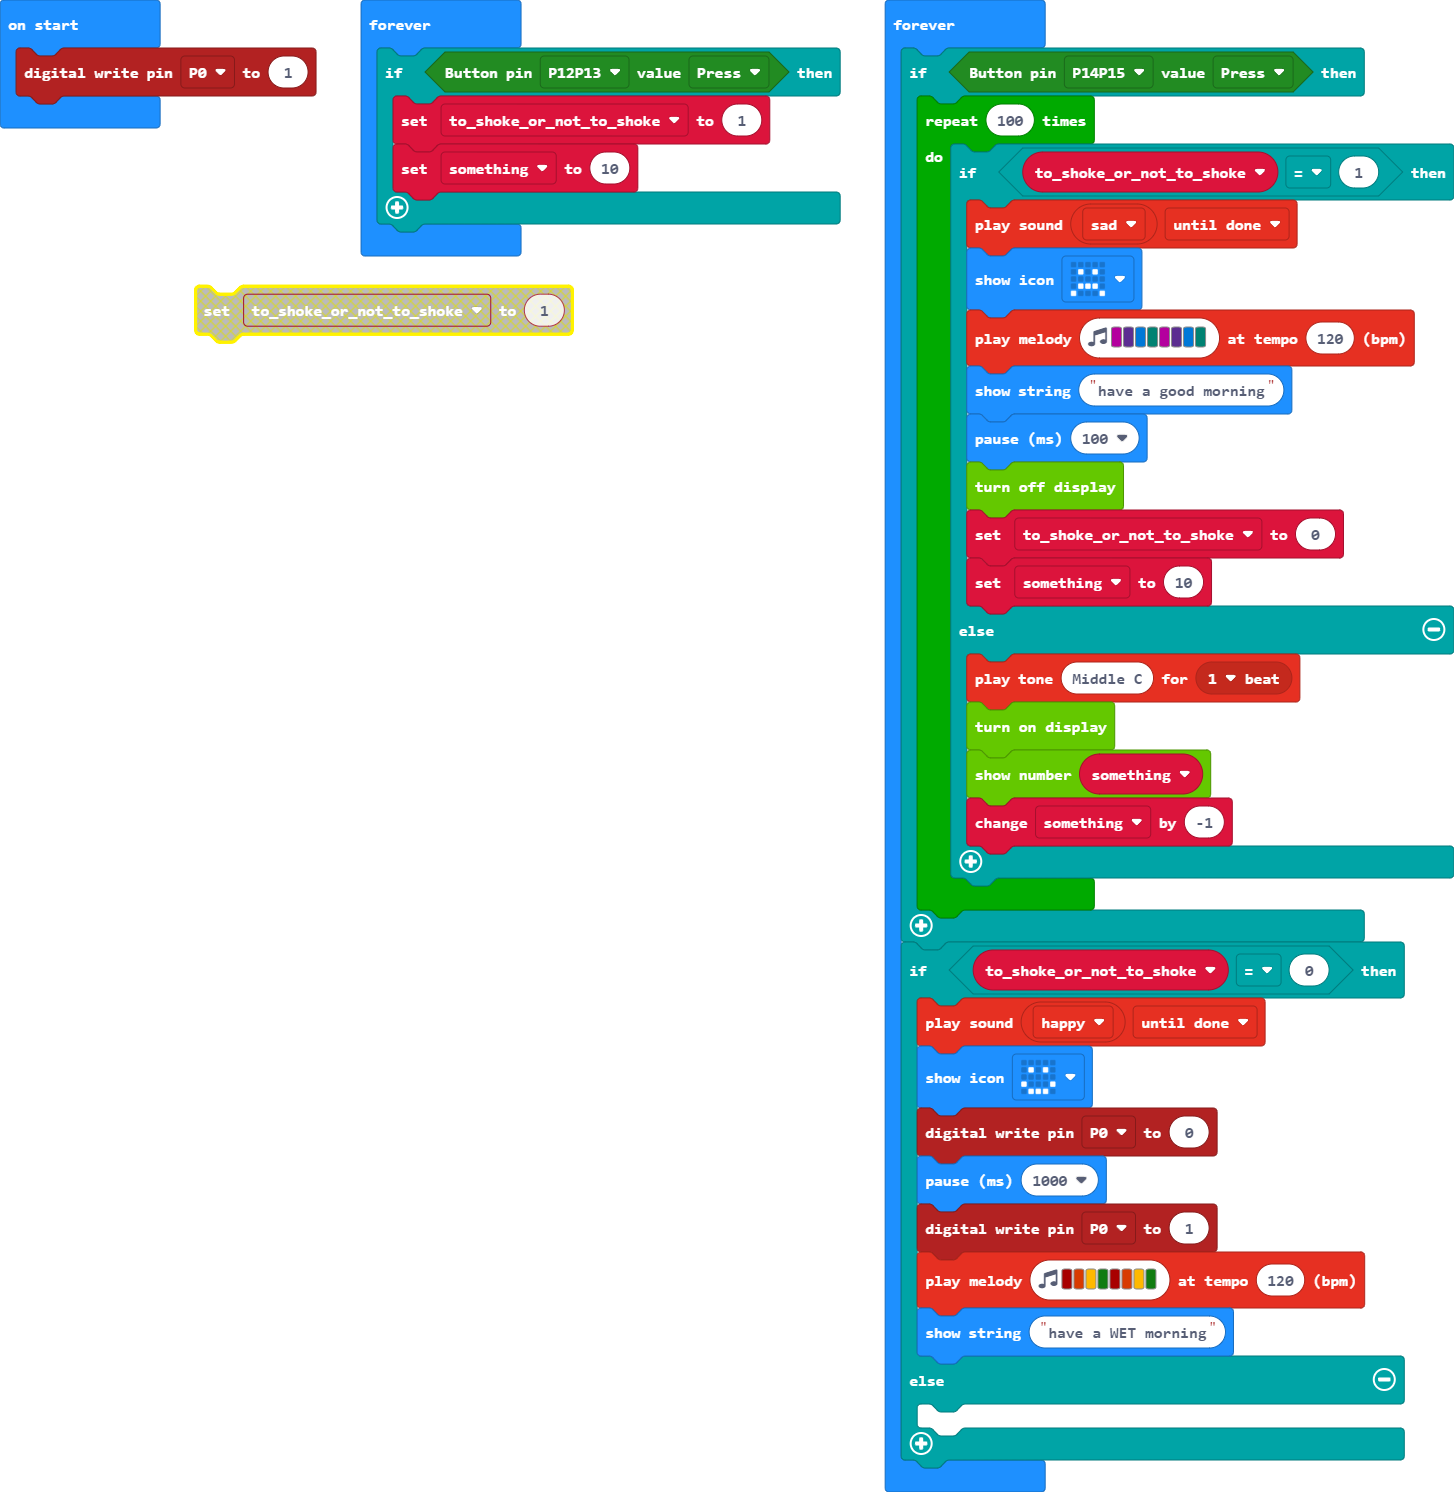 on start
digital write pin P0 to 1
forever
if Button pin P12P13 value Press then
set to_shoke_or_not_to_shoke to 1
set something to 10
set to_shoke_or_not_to_shoke to 1
forever
if Button pin P14P15 value Press then
repeat 100 times
do
if to_shoke_or_not_to_shoke = 1 then
play sound sad until done
show icon
play melody at tempo 120 (bpm)
show string "have a good morning"
pause (ms) 100
turn off display
set to_shoke_or_not_to_shoke to 0
set something to 10
else
play tone Middle C for 1 beat
turn on display
show number something
change something by -1
if to_shoke_or_not_to_shoke = 0 then
play sound happy until done
show icon
digital write pin P0 to 0
pause (ms) 1000
digital write pin P0 to 1
play melody at tempo 120 (bpm)
show string "have a WET morning"
else